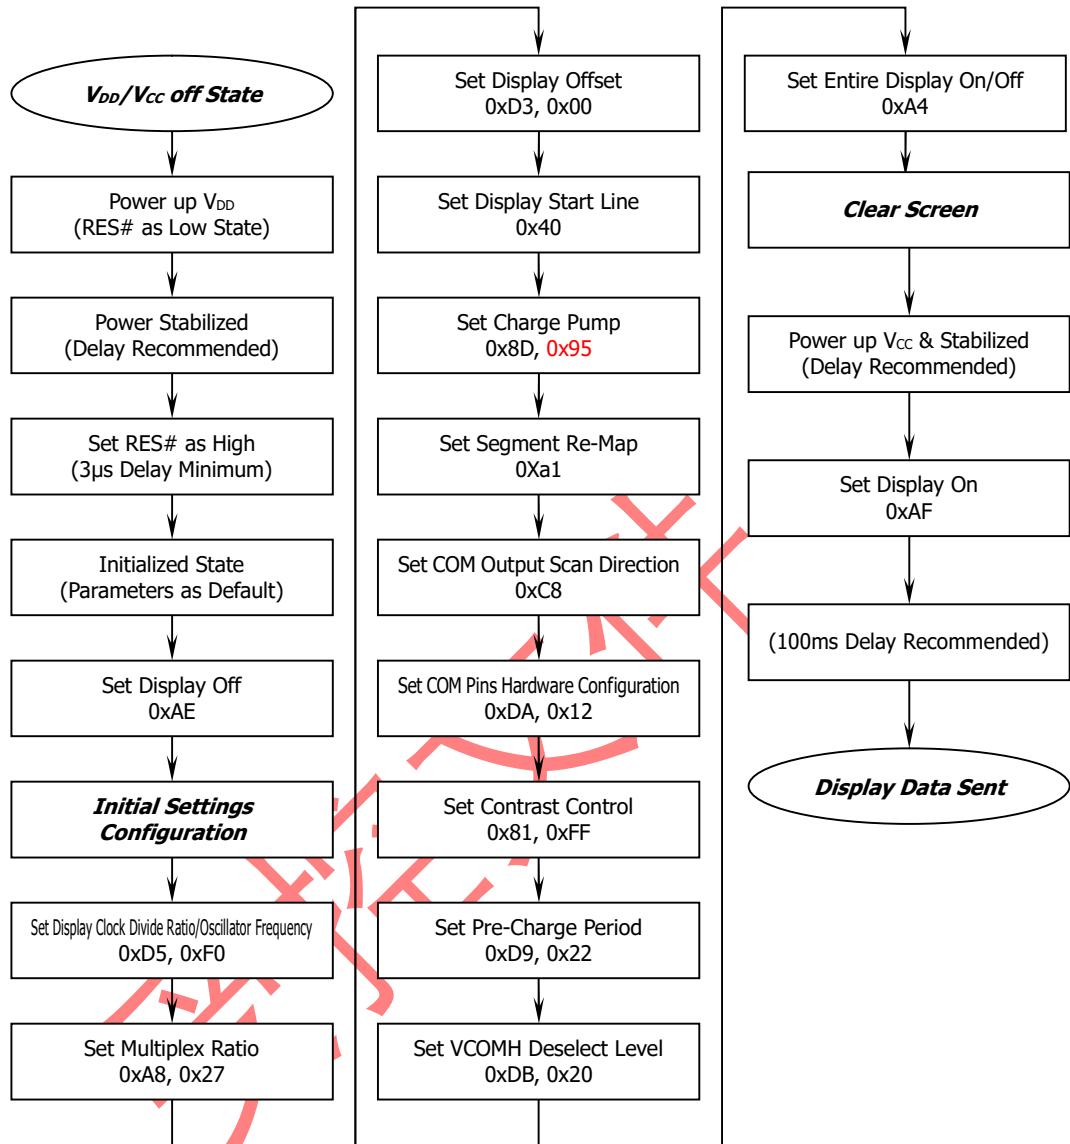 V_DD/V_CC off State
Power up V_DD
(RES# as Low State)
Power Stabilized
(Delay Recommended)
Set RES# as High
(3µs Delay Minimum)
Initialized State
(Parameters as Default)
Set Display Off
0xAE
Initial Settings
Configuration
Set Display Clock Divide Ratio/Oscillator Frequency
0xD5, 0xF0
Set Multiplex Ratio
0xA8, 0x27
Set Display Offset
0xD3, 0x00
Set Display Start Line
0x40
Set Charge Pump
0x8D, 0x95
Set Segment Re-Map
0Xa1
Set COM Output Scan Direction
0xC8
Set COM Pins Hardware Configuration
0xDA, 0x12
Set Contrast Control
0x81, 0xFF
Set Pre-Charge Period
0xD9, 0x22
Set VCOMH Deselect Level
0xDB, 0x20
Set Entire Display On/Off
0xA4
Clear Screen
Power up V_CC & Stabilized
(Delay Recommended)
Set Display On
0xAF
(100ms Delay Recommended)
Display Data Sent